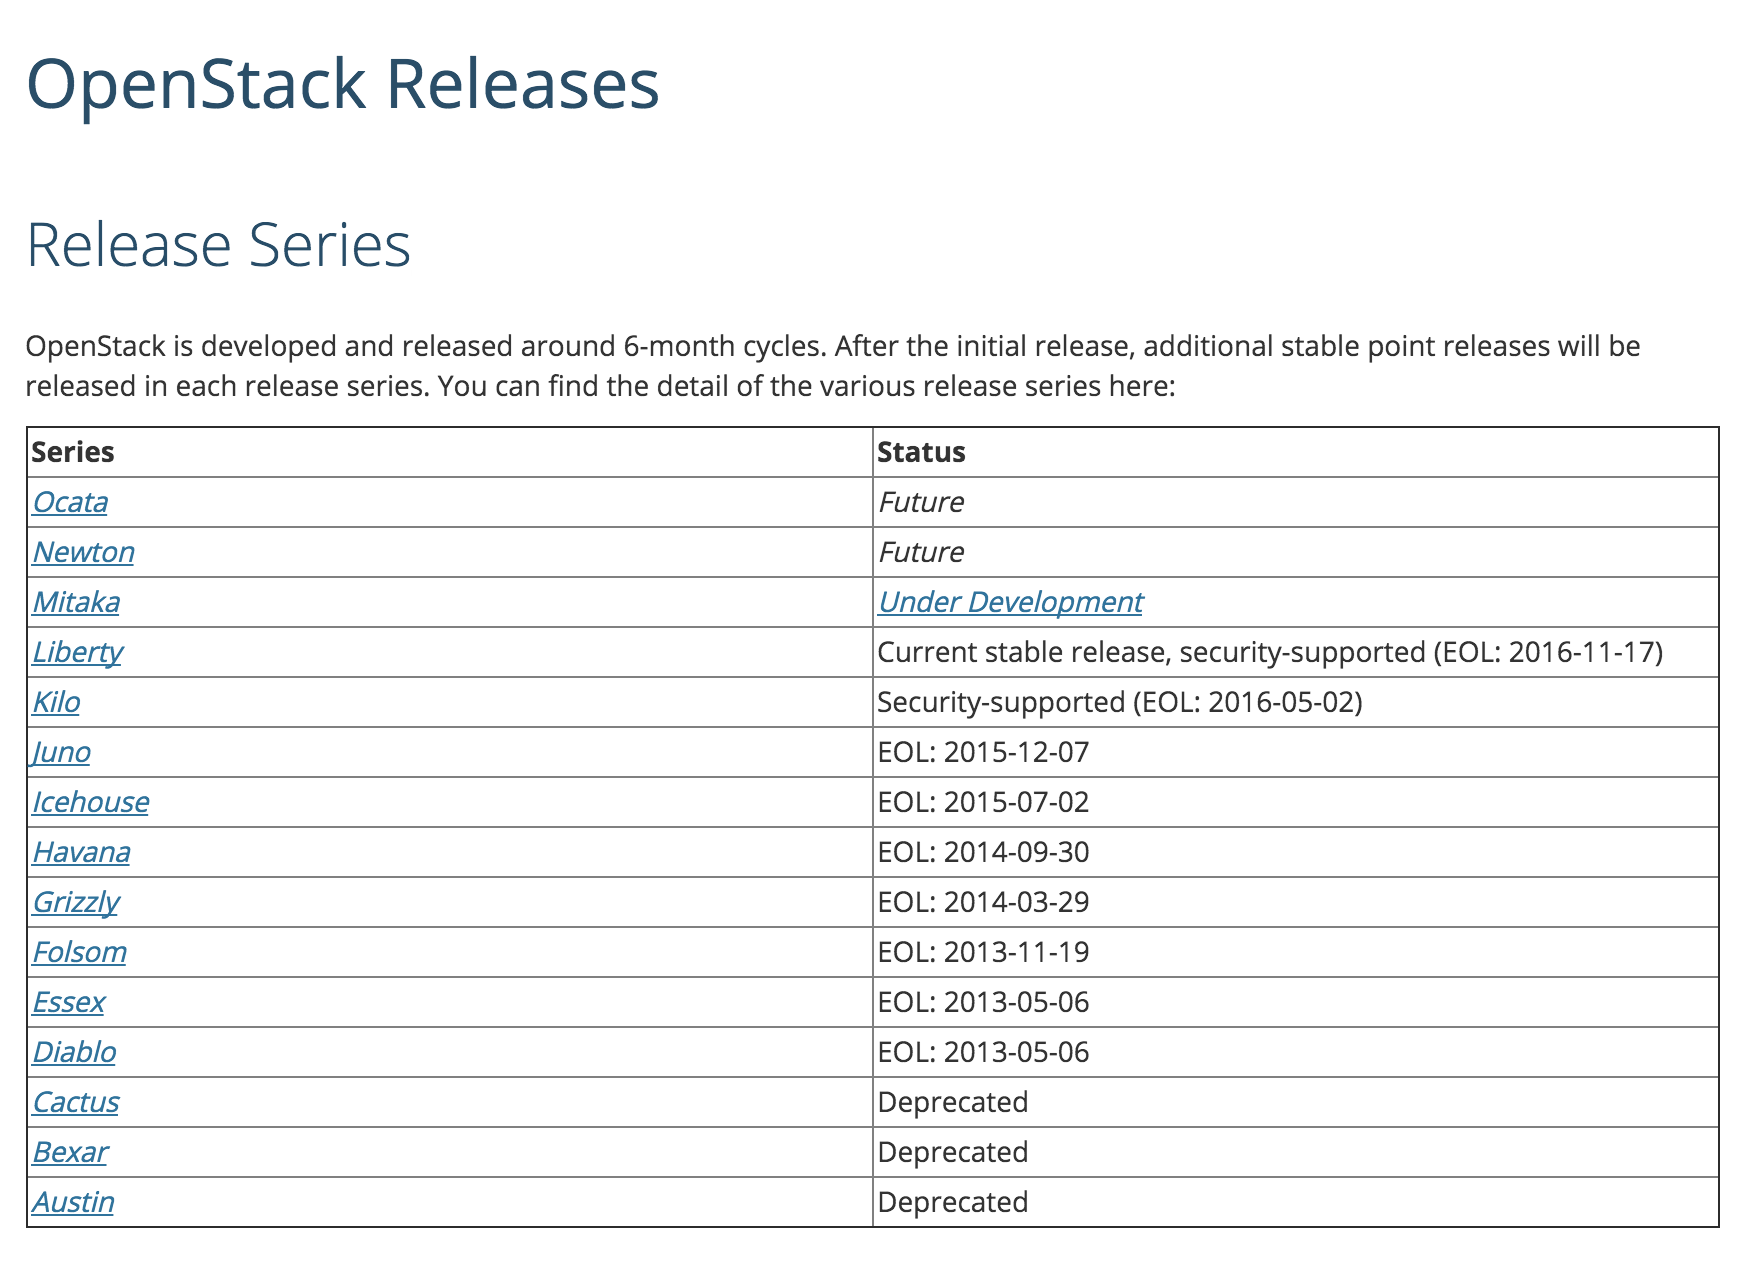 OpenStack Releases
Release Series
OpenStack is developed and released around 6-month cycles. After the initial release, additional stable point releases will be
released in each release series. You can find the detail of the various release series here:
Series Status
Ocata Future
Newton Future
Mitaka Under Development
Liberty Current stable release, security-supported (EOL: 2016-11-17)
Kilo Security-supported (EOL: 2016-05-02)
Juno EOL: 2015-12-07
Icehouse EOL: 2015-07-02
Havana EOL: 2014-09-30
Grizzly EOL: 2014-03-29
Folsom EOL: 2013-11-19
Essex EOL: 2013-05-06
Diablo EOL: 2013-05-06
Cactus Deprecated
Bexar Deprecated
Austin Deprecated